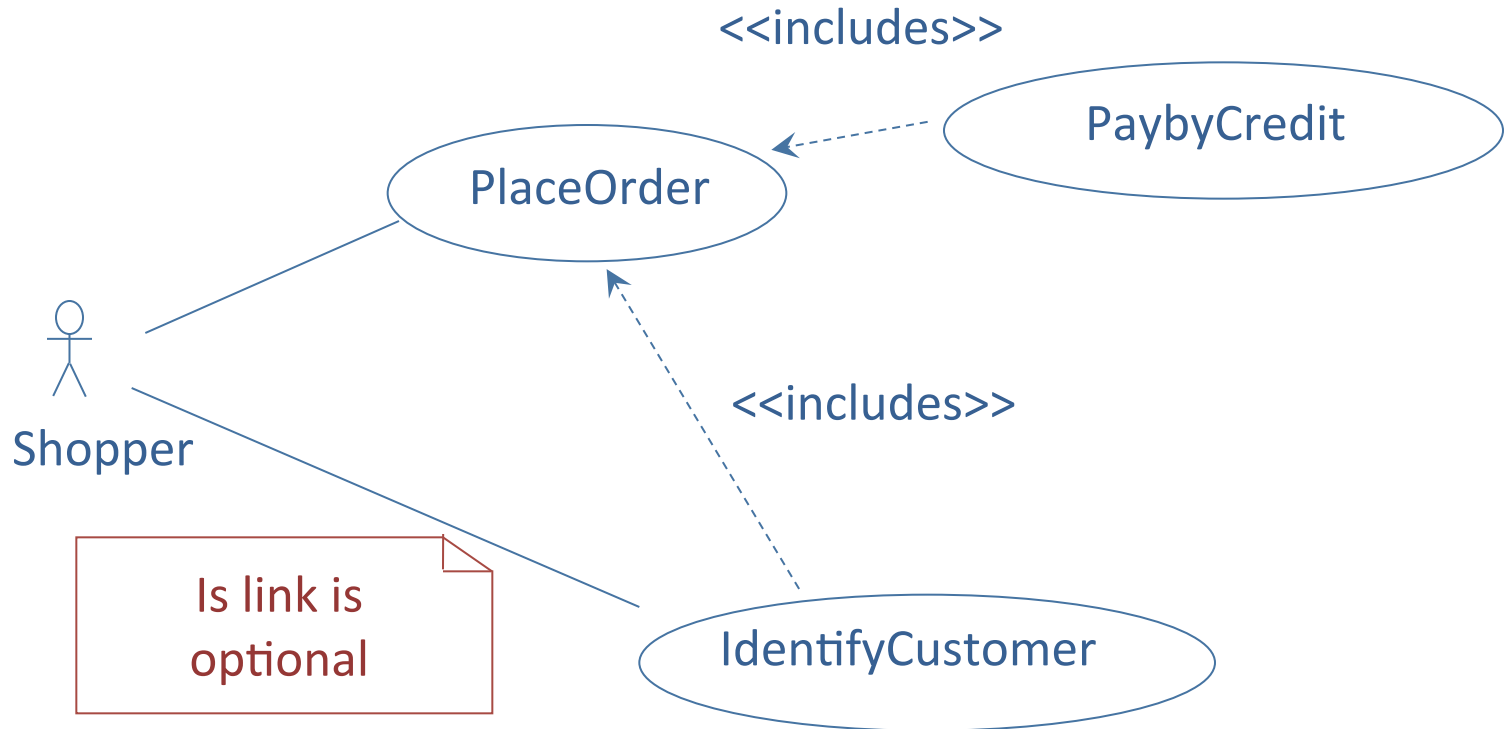 <<includes>>
PaybyCredit
PlaceOrder
<<includes>>
Shopper
Is link is
optional
IdentifyCustomer